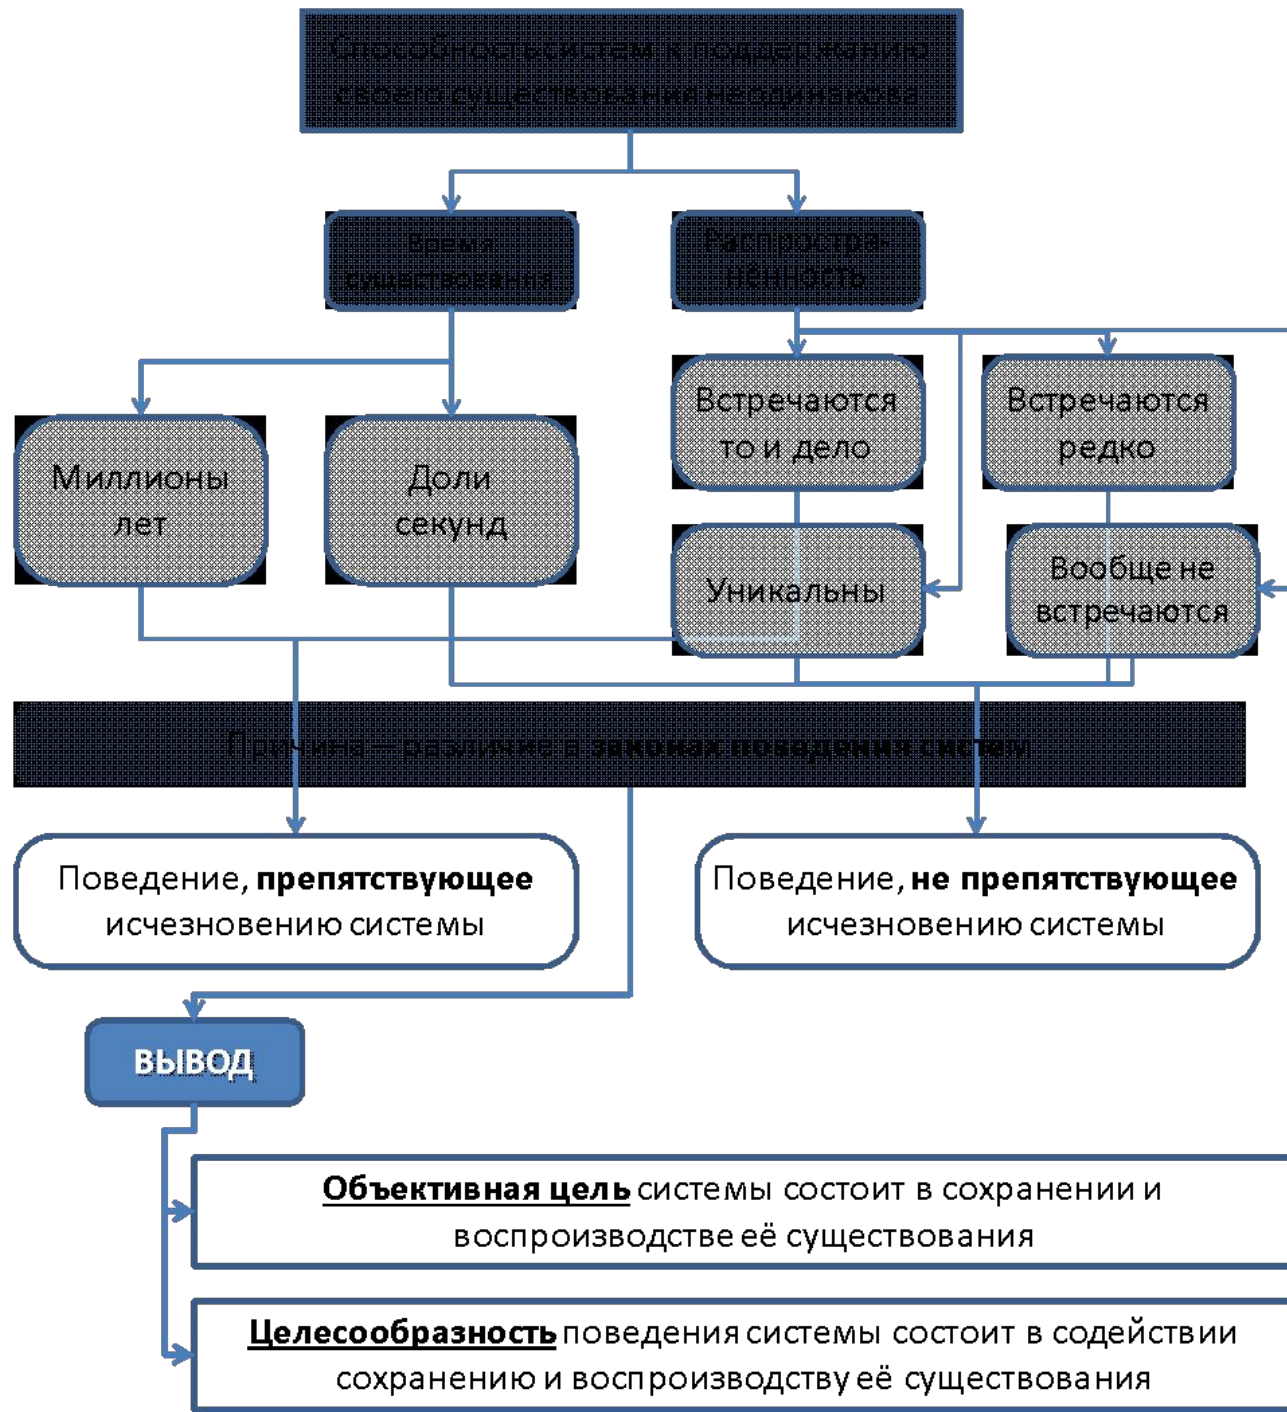 Способность систем к поддержанию
своего существования неодинакова
Время
существования
Распростра-
нённость
Встречаются
то и дело
Встречаются
редко
Миллионы
лет
Доли
секунд
Уникальны
Вообще не
встречаются
Причина – различие в законах поведения систем
Поведение, препятствующее
исчезновению системы
Поведение, не препятствующее
исчезновению системы
ВЫВОД
Объективная цель системы состоит в сохранении и
воспроизводстве её существования
Целесообразность поведения системы состоит в содействии
сохранению и воспроизводству её существования